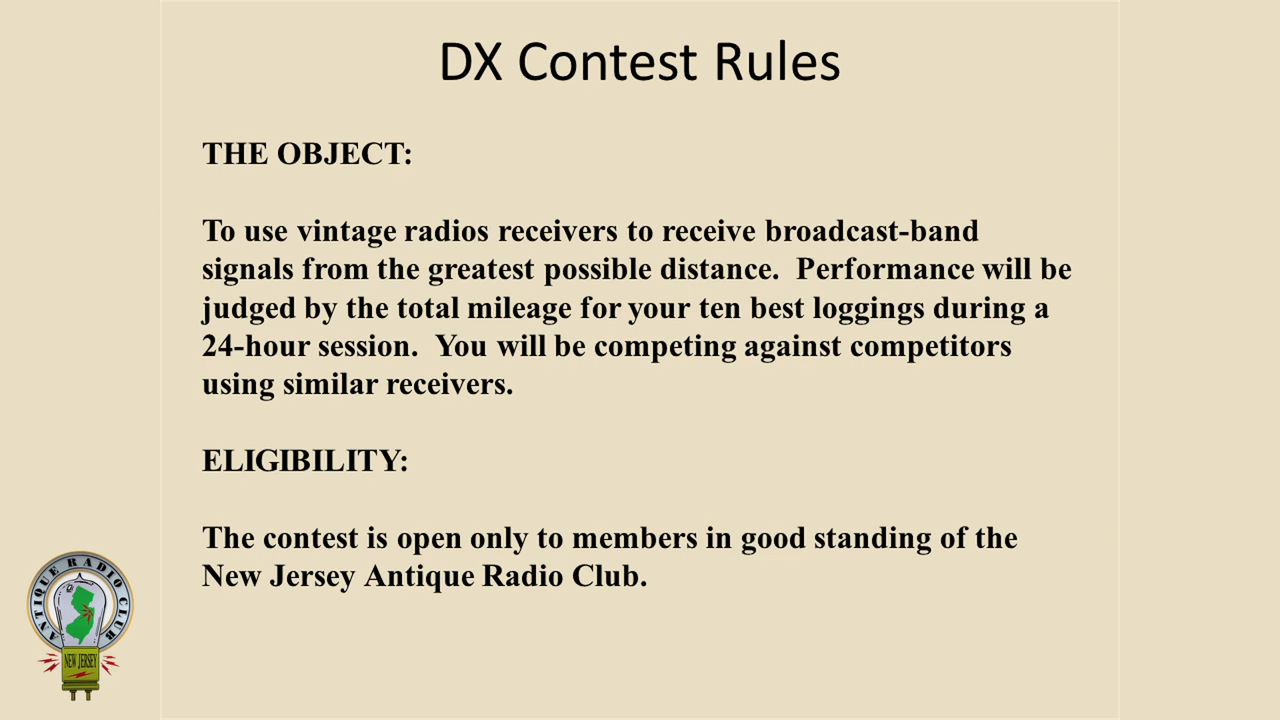 DX Contest Rules
THE OBJECT:
To use vintage radios receivers to receive broadcast-band
signals from the greatest possible distance.  Performance will be
judged by the total mileage for your ten best loggings during a
24-hour session.  You will be competing against competitors
using similar receivers.
ELIGIBILITY:
The contest is open only to members in good standing of the
New Jersey Antique Radio Club.
ANTIQUE RADIO CLUB
NEW JERSEY